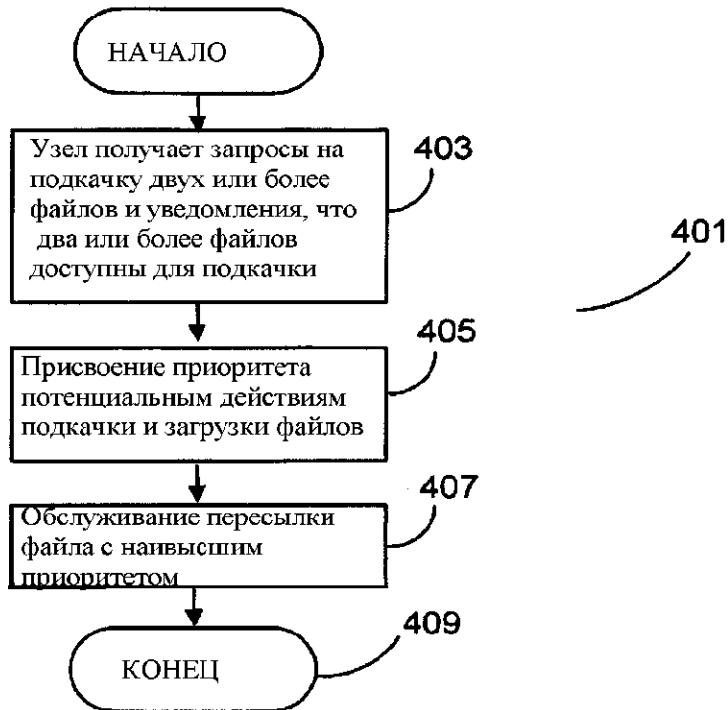 НАЧАЛО
Узел получает запросы на
подкачку двух или более
файлов и уведомления, что
два или более файлов
доступны для подкачки
403
401
Присвоение приоритета
потенциальным действиям
подкачки и загрузки файлов
405
Обслуживание пересылки
файла с наивысшим
приоритетом
407
КОНЕЦ
409